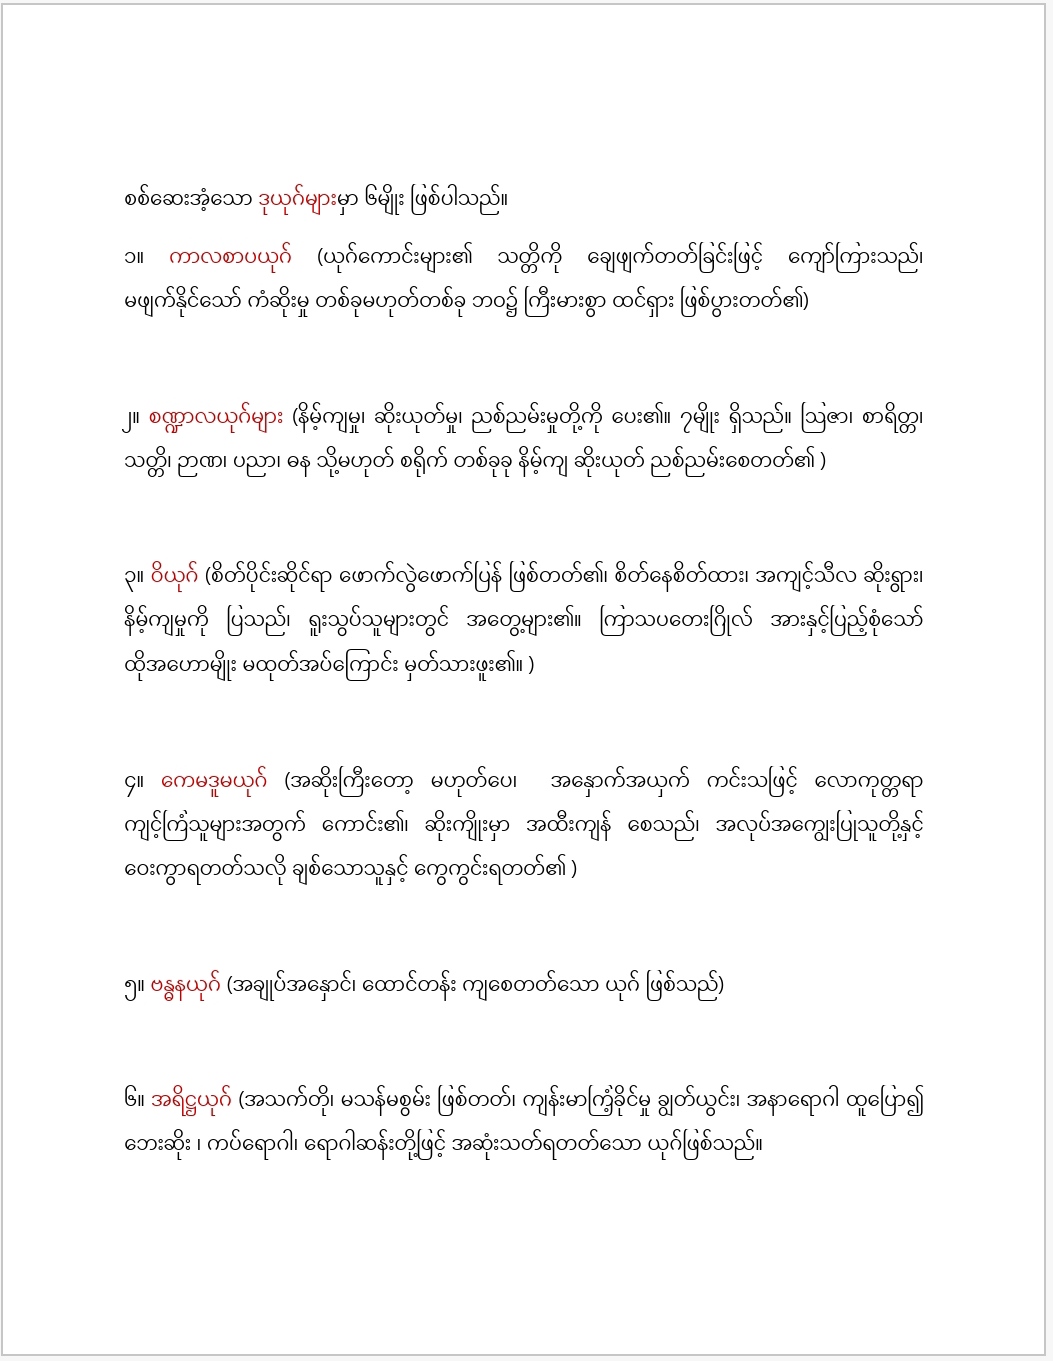 စစ်ဆေးအံ့သော ဒုယုဂ်များမှာ ၆မျိုး ဖြစ်ပါသည်။
၁။ ကာလစာပယုဂ် (ယုဂ်ကောင်းများ၏ သတ္တိကို ချေဖျက်တတ်ခြင်းဖြင့် ကျော်ကြားသည်၊
မဖျက်နိုင်သော် ကံဆိုးမှု တစ်ခုမဟုတ်တစ်ခု ဘဝ၌ ကြီးမားစွာ ထင်ရှား ဖြစ်ပွားတတ်၏)
၂။ စဏ္ဍာလယုဂ်များ (နိမ့်ကျမှု၊ ဆိုးယုတ်မှု၊ ညစ်ညမ်းမှုတို့ကို ပေး၏။ ၇မျိုး ရှိသည်။ ဩဇာ၊ စာရိတ္တ၊
သတ္တိ၊ ဉာဏ၊ ပညာ၊ ဓန သို့မဟုတ် စရိုက် တစ်ခုခု နိမ့်ကျ ဆိုးယုတ် ညစ်ညမ်းစေတတ်၏ )
၃။ ဝိယုဂ် (စိတ်ပိုင်းဆိုင်ရာ ဖောက်လွဲဖောက်ပြန် ဖြစ်တတ်၏၊ စိတ်နေစိတ်ထား၊ အကျင့်သီလ ဆိုးရွား၊
နိမ့်ကျမှုကို ပြသည်၊ ရူးသွပ်သူများတွင် အတွေ့များ၏။ ကြာသပတေးဂြိုလ် အားနှင့်ပြည့်စုံသော်
ထိုအဟောမျိုး မထုတ်အပ်ကြောင်း မှတ်သားဖူး၏။ )
၄။ ကေမဒူမယုဂ် (အဆိုးကြီးတော့ မဟုတ်ပေ၊ အနှောက်အယှက် ကင်းသဖြင့် လောကုတ္တရာ
ကျင့်ကြံသူများအတွက် ကောင်း၏၊ ဆိုးကျိုးမှာ အထီးကျန် စေသည်၊ အလုပ်အကျွေးပြုသူတို့နှင့်
ဝေးကွာရတတ်သလို ချစ်သောသူနှင့် ကွေကွင်းရတတ်၏ )
၅။ ဗန္ဓနယုဂ် (အချုပ်အနှောင်၊ ထောင်တန်း ကျစေတတ်သော ယုဂ် ဖြစ်သည်)
၆။ အရိဋ္ဌယုဂ် (အသက်တို၊ မသန်မစွမ်း ဖြစ်တတ်၊ ကျန်းမာကြံ့ခိုင်မှု ချွတ်ယွင်း၊ အနာရောဂါ ထူပြော၍
ဘေးဆိုး ၊ ကပ်ရောဂါ၊ ရောဂါဆန်းတို့ဖြင့် အဆုံးသတ်ရတတ်သော ယုဂ်ဖြစ်သည်။